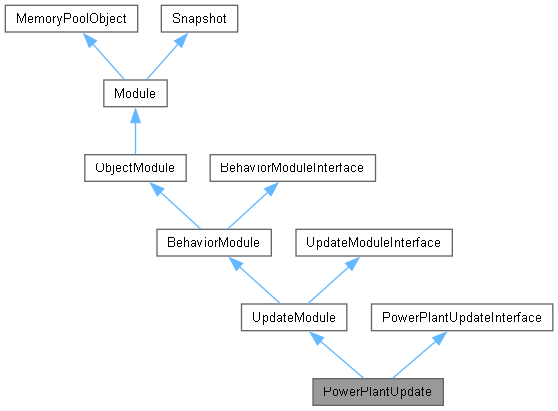 MemoryPoolObject
Snapshot
Module
ObjectModule
BehaviorModuleInterface
BehaviorModule
UpdateModuleInterface
UpdateModule
PowerPlantUpdateInterface
PowerPlantUpdate